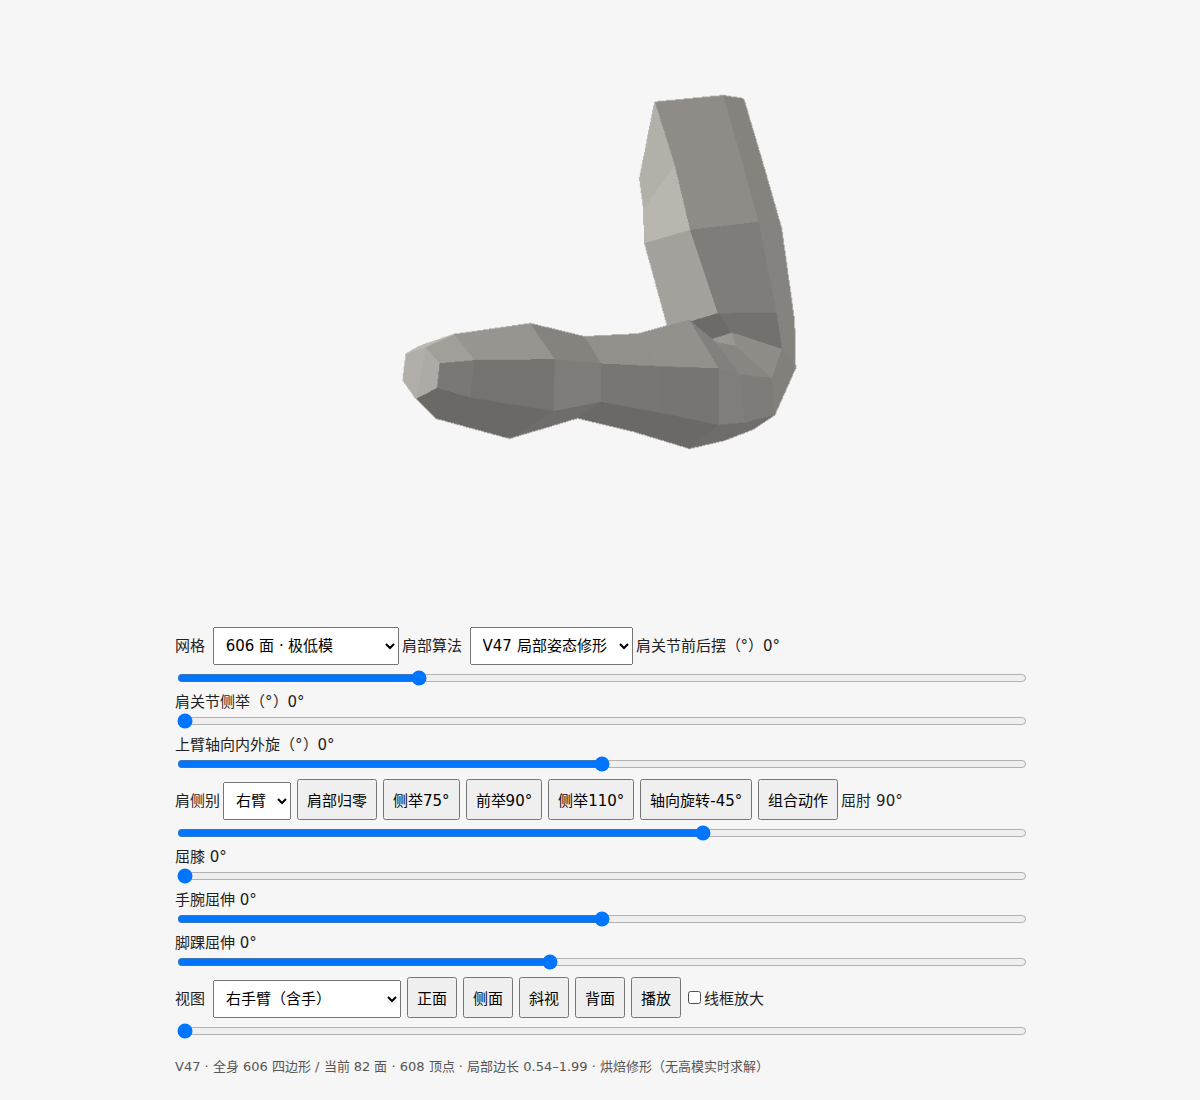 网格 606 面 · 极低模 肩部算法 V47 局部姿态修形 肩关节前后摆（°）0°
肩关节侧举（°）0°
上臂轴向内外旋（°）0°
肩侧别 右臂 肩部归零 侧举75° 前举90° 侧举110° 轴向旋转-45° 组合动作 屈肘 90°
屈膝 0°
手腕屈伸 0°
脚踝屈伸 0°
视图 右手臂（含手） 正面 侧面 斜视 背面 播放 线框放大
V47 · 全身 606 四边形 / 当前 82 面 · 608 顶点 · 局部边长 0.54–1.99 · 烘焙修形（无高模实时求解）